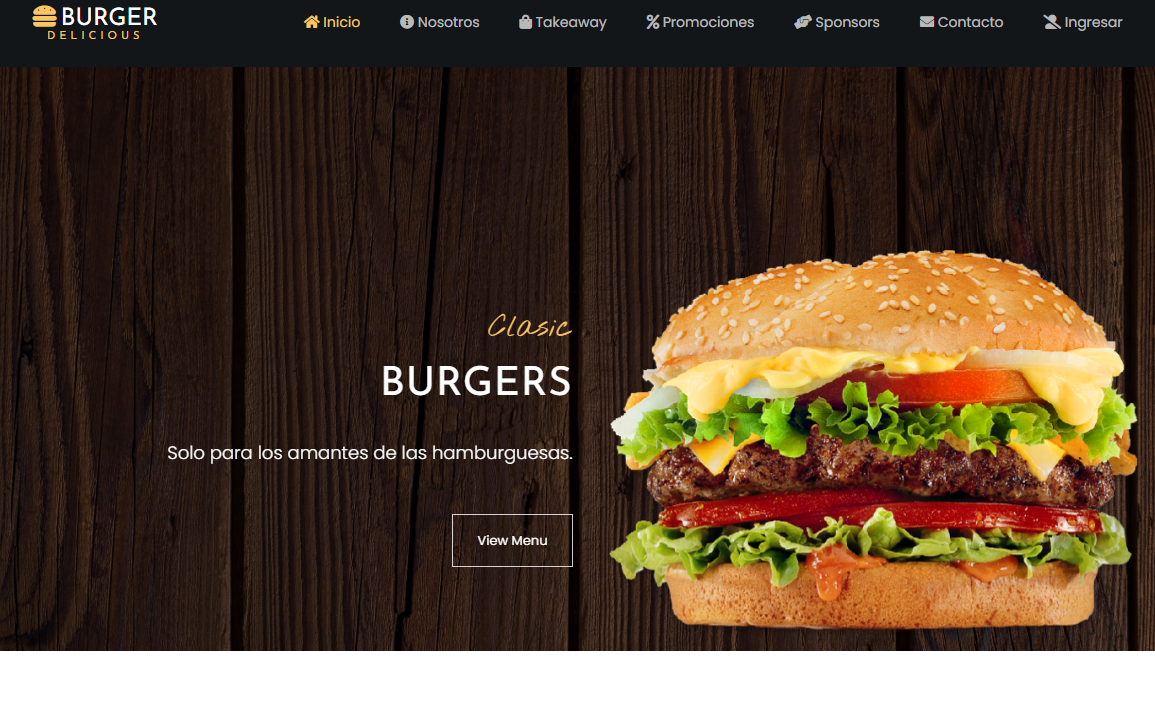 BURGER
DELICIOUS
Inicio Nosotros Takeaway Promociones Sponsors Contacto Ingresar
Clasic
BURGERS
Solo para los amantes de las hamburguesas.
View Menu